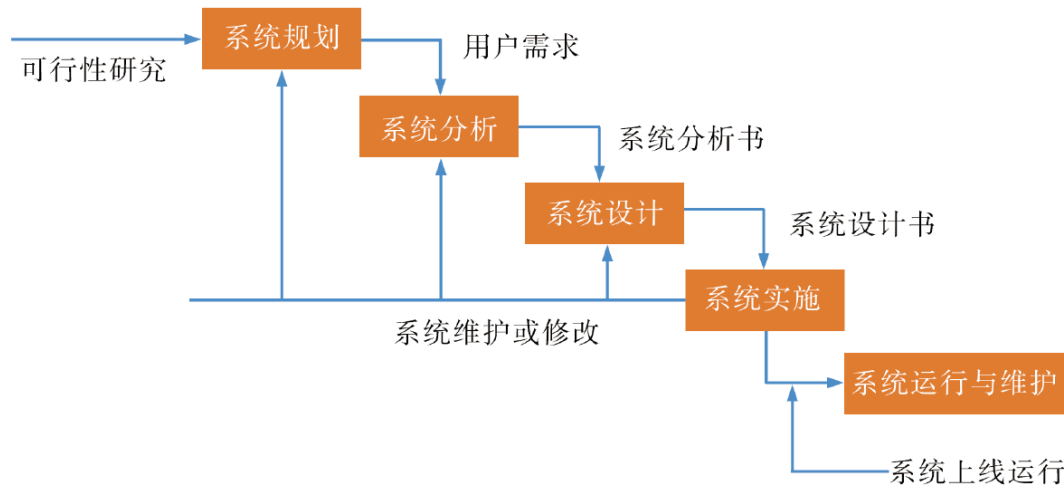 系统规划
可行性研究
用户需求
系统分析
系统分析书
系统设计
系统设计书
系统实施
系统维护或修改
系统运行与维护
系统上线运行